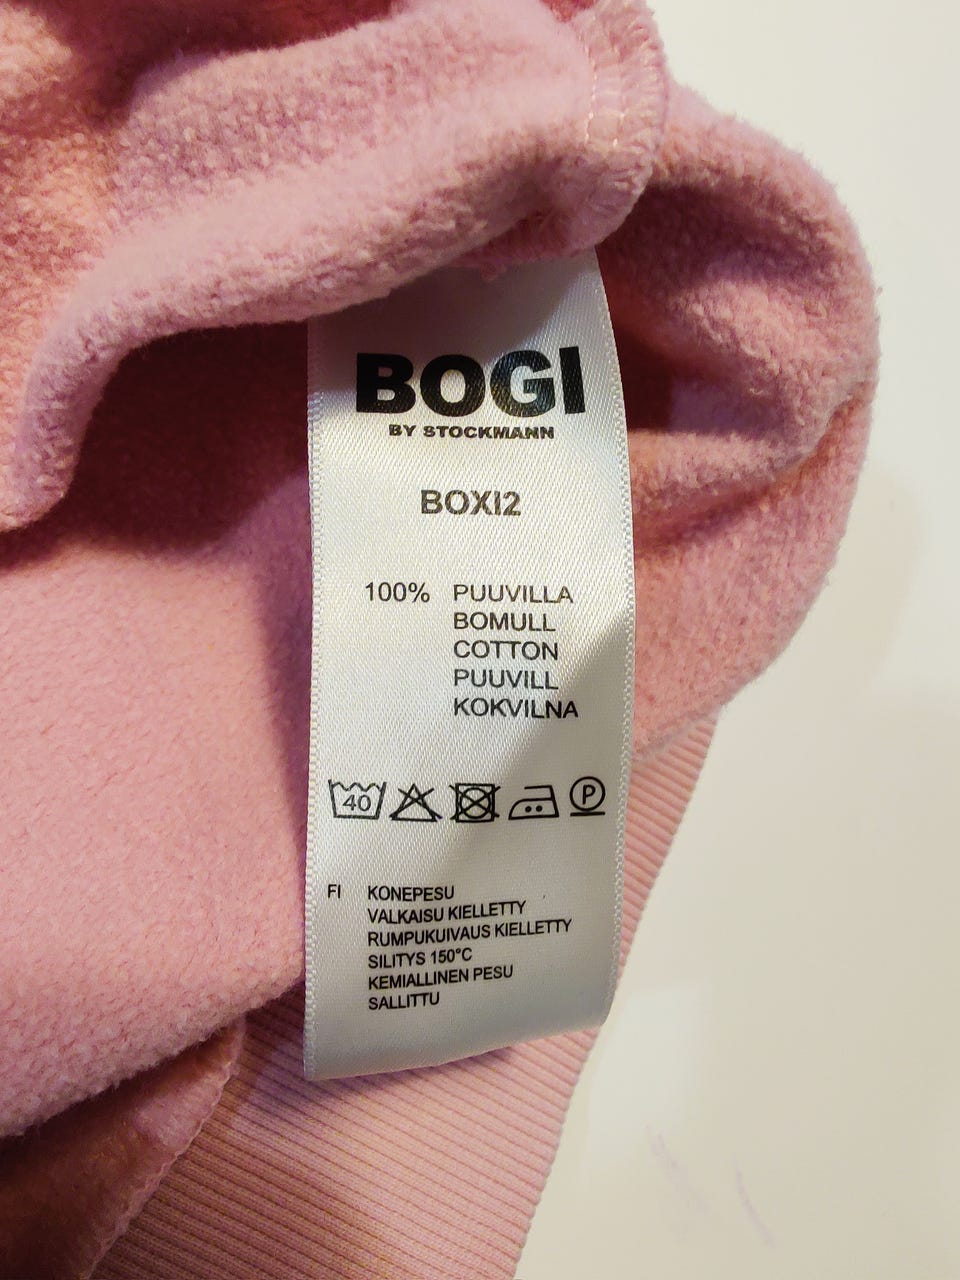 BOGI
BY STOCKMANN
BOXI2
100% PUUVILLA
BOMULL
COTTON
PUUVILL
KOKVILNA
40 P
FI KONEPESU
VALKAISU KIELLETTY
RUMPUKUIVAUS KIELLETTY
SILITYS 150°C
KEMIALLINEN PESU
SALLITTU